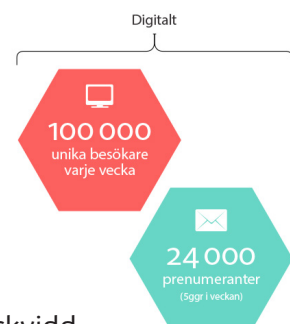 Digitalt
100 000
unika besökare
varje vecka
24 000
prenumeranter
(5ggr i veckan)